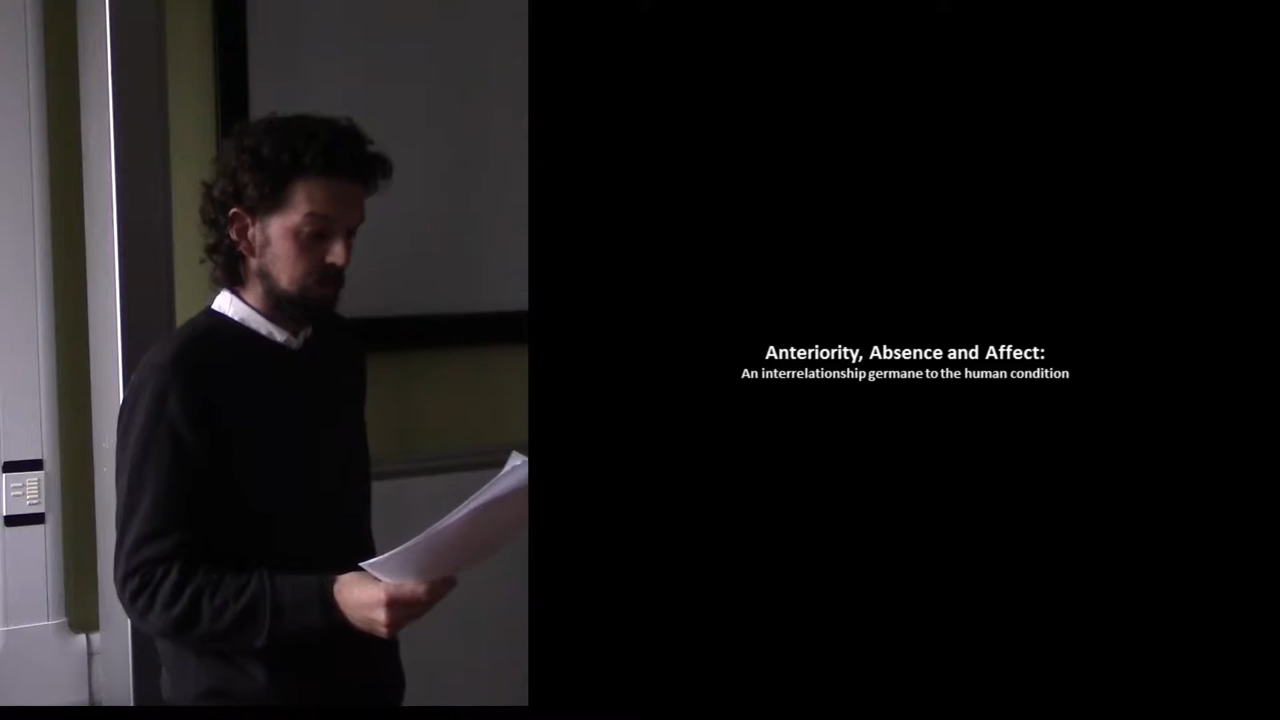 Anteriority, Absence and Affect:
An interrelationship germane to the human condition